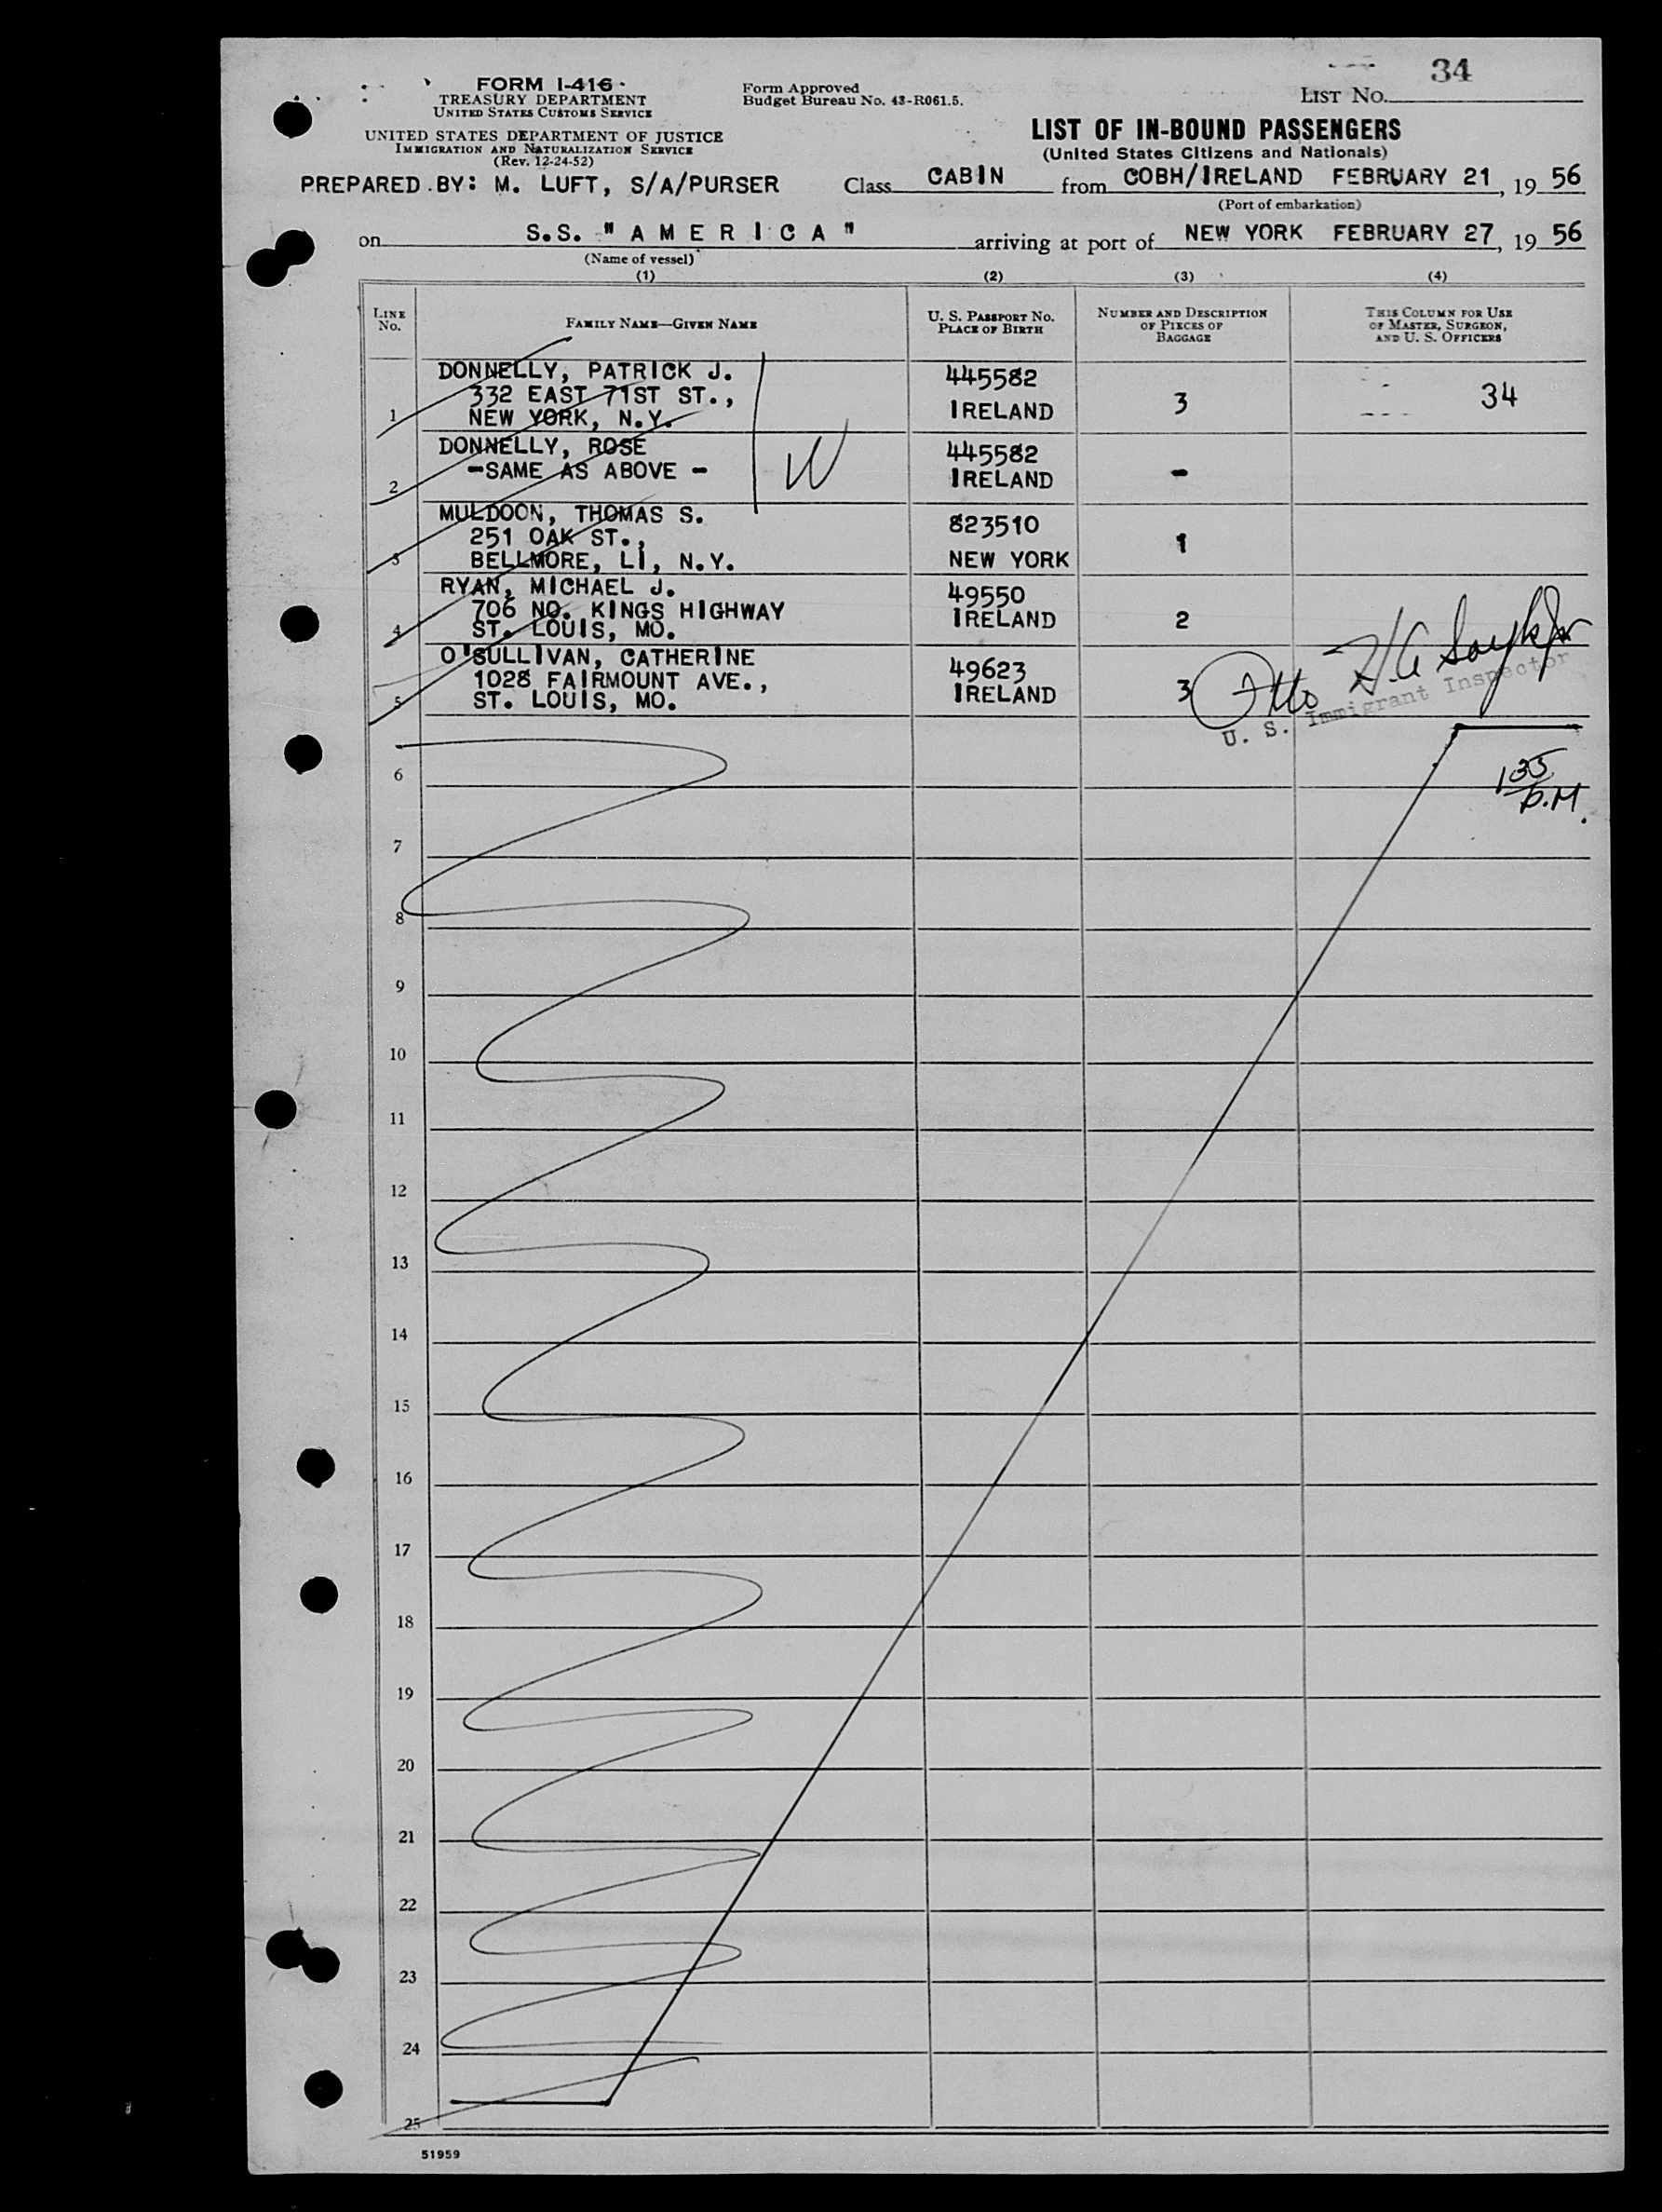 34
LIST No.
FORM I-416
TREASURY DEPARTMENT
UNITED STATES CUSTOMS SERVICE
UNITED STATES DEPARTMENT OF JUSTICE
IMMIGRATION AND NATURALIZATION SERVICE
(Rev. 12-24-52)
Form Approved
Budget Bureau No. 43-R061.5.
LIST OF IN-BOUND PASSENGERS
(United States Citizens and Nationals)
PREPARED BY: M. LUFT, S/A/PURSER Class CABIN from COBH/IRELAND FEBRUARY 21, 19 56
(Port of embarkation)
on S.S. "AMERICA" arriving at port of NEW YORK FEBRUARY 27, 19 56
(Name of vessel)
(1) (2) (3) (4)
LINE No.
FAMILY NAME—GIVEN NAME
U. S. PASSPORT No.
PLACE OF BIRTH
NUMBER AND DESCRIPTION
OF PIECES OF
BAGGAGE
THIS COLUMN FOR USE
OF MASTER, SURGEON,
AND U. S. OFFICERS
1
DONNELLY, PATRICK J.
332 EAST 71ST ST.,
NEW YORK, N.Y.
445582
IRELAND
3
34
2
DONNELLY, ROSE
-SAME AS ABOVE -
W
445582
IRELAND
-
3
MULDOON, THOMAS S.
251 OAK ST.,
BELLMORE, LI, N.Y.
823510
NEW YORK
1
4
RYAN, MICHAEL J.
706 NO. KINGS HIGHWAY
ST. LOUIS, MO.
49550
IRELAND
2
5
O'SULLIVAN, CATHERINE
1028 FAIRMOUNT AVE.,
ST. LOUIS, MO.
49623
IRELAND
3
Otto
U. S. Immigrant Inspector
135
P.M.
6
7
8
9
10
11
12
13
14
15
16
17
18
19
20
21
22
23
24
25
51959